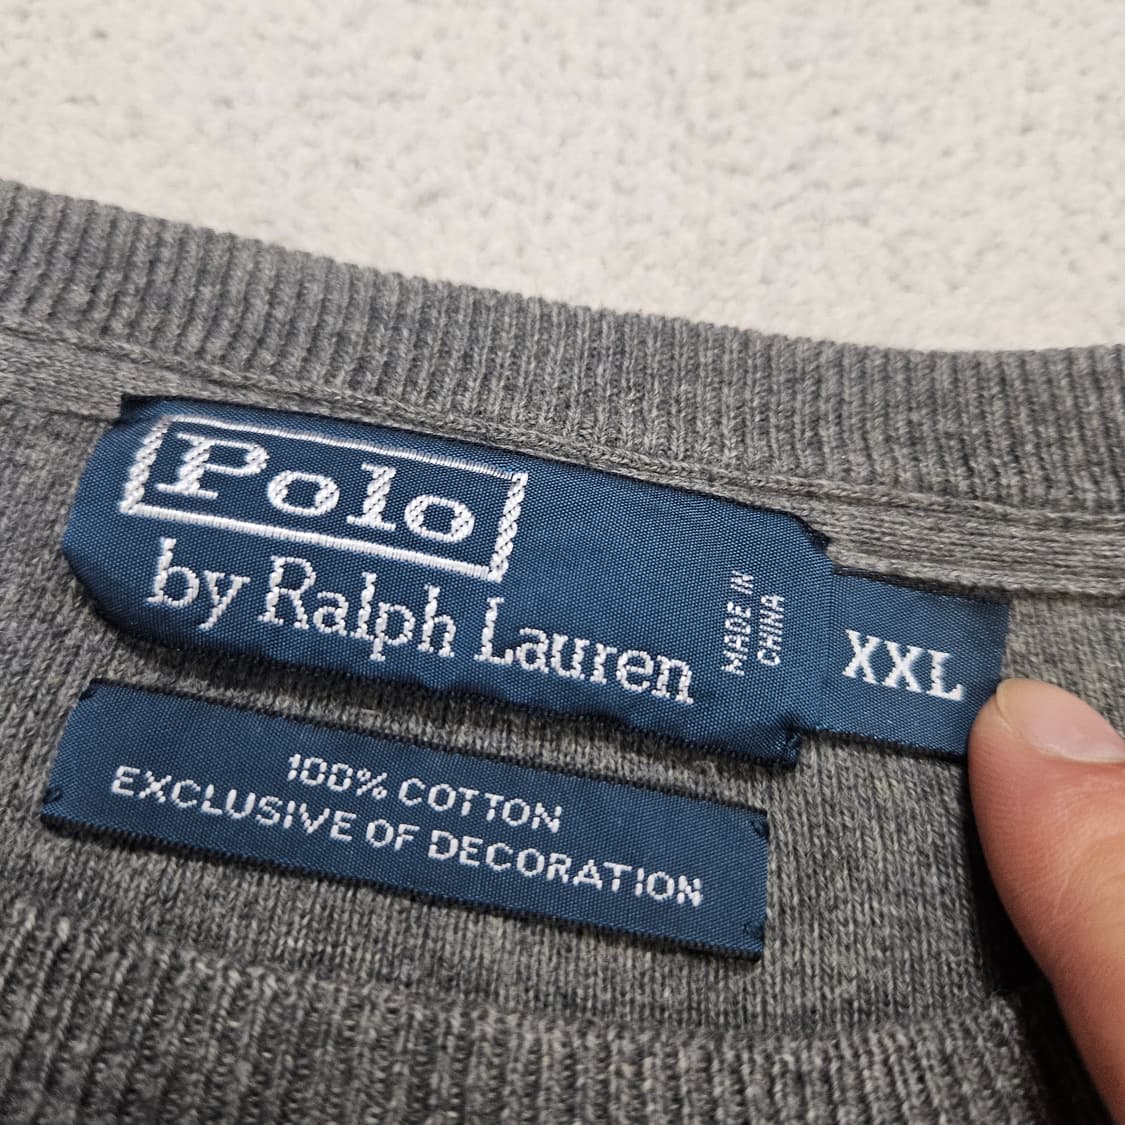 Polo
by Ralph Lauren
MADE IN
CHINA
XXL
100% COTTON
EXCLUSIVE OF DECORATION